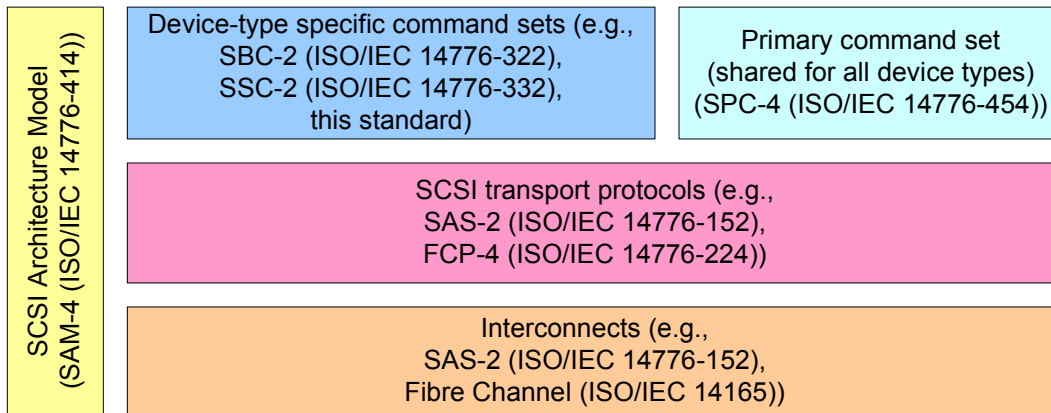 SCSI Architecture Model
(SAM-4 (ISO/IEC 14776-414))
Device-type specific command sets (e.g.,
SBC-2 (ISO/IEC 14776-322),
SSC-2 (ISO/IEC 14776-332),
this standard)
Primary command set
(shared for all device types)
(SPC-4 (ISO/IEC 14776-454))
SCSI transport protocols (e.g.,
SAS-2 (ISO/IEC 14776-152),
FCP-4 (ISO/IEC 14776-224))
Interconnects (e.g.,
SAS-2 (ISO/IEC 14776-152),
Fibre Channel (ISO/IEC 14165))